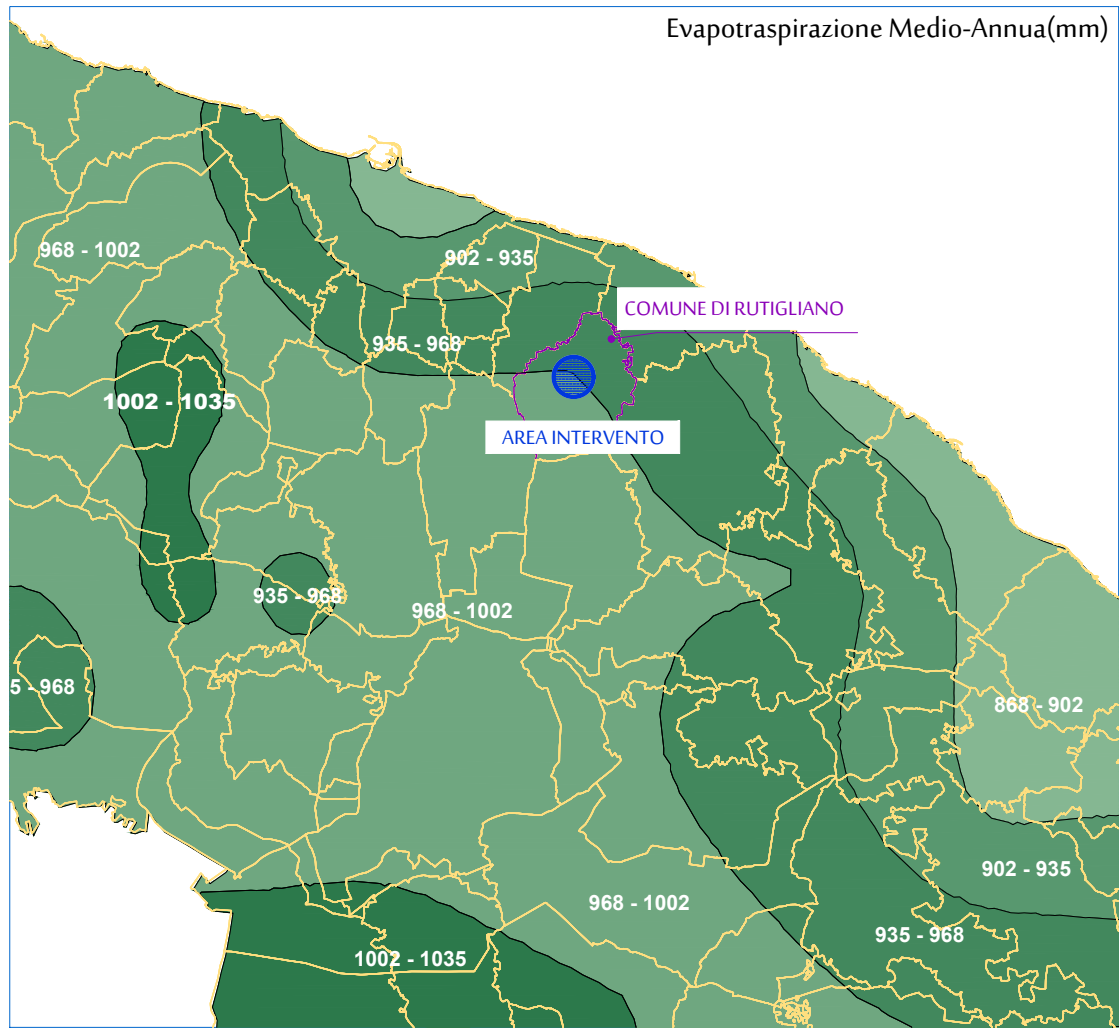 Evapotraspirazione Medio-Annua(mm)
968 - 1002
902 - 935
COMUNE DI RUTIGLIANO
935 - 968
1002 - 1035
AREA INTERVENTO
935 - 968
968 - 1002
5 - 968
868 - 902
902 - 935
968 - 1002
935 - 968
1002 - 1035